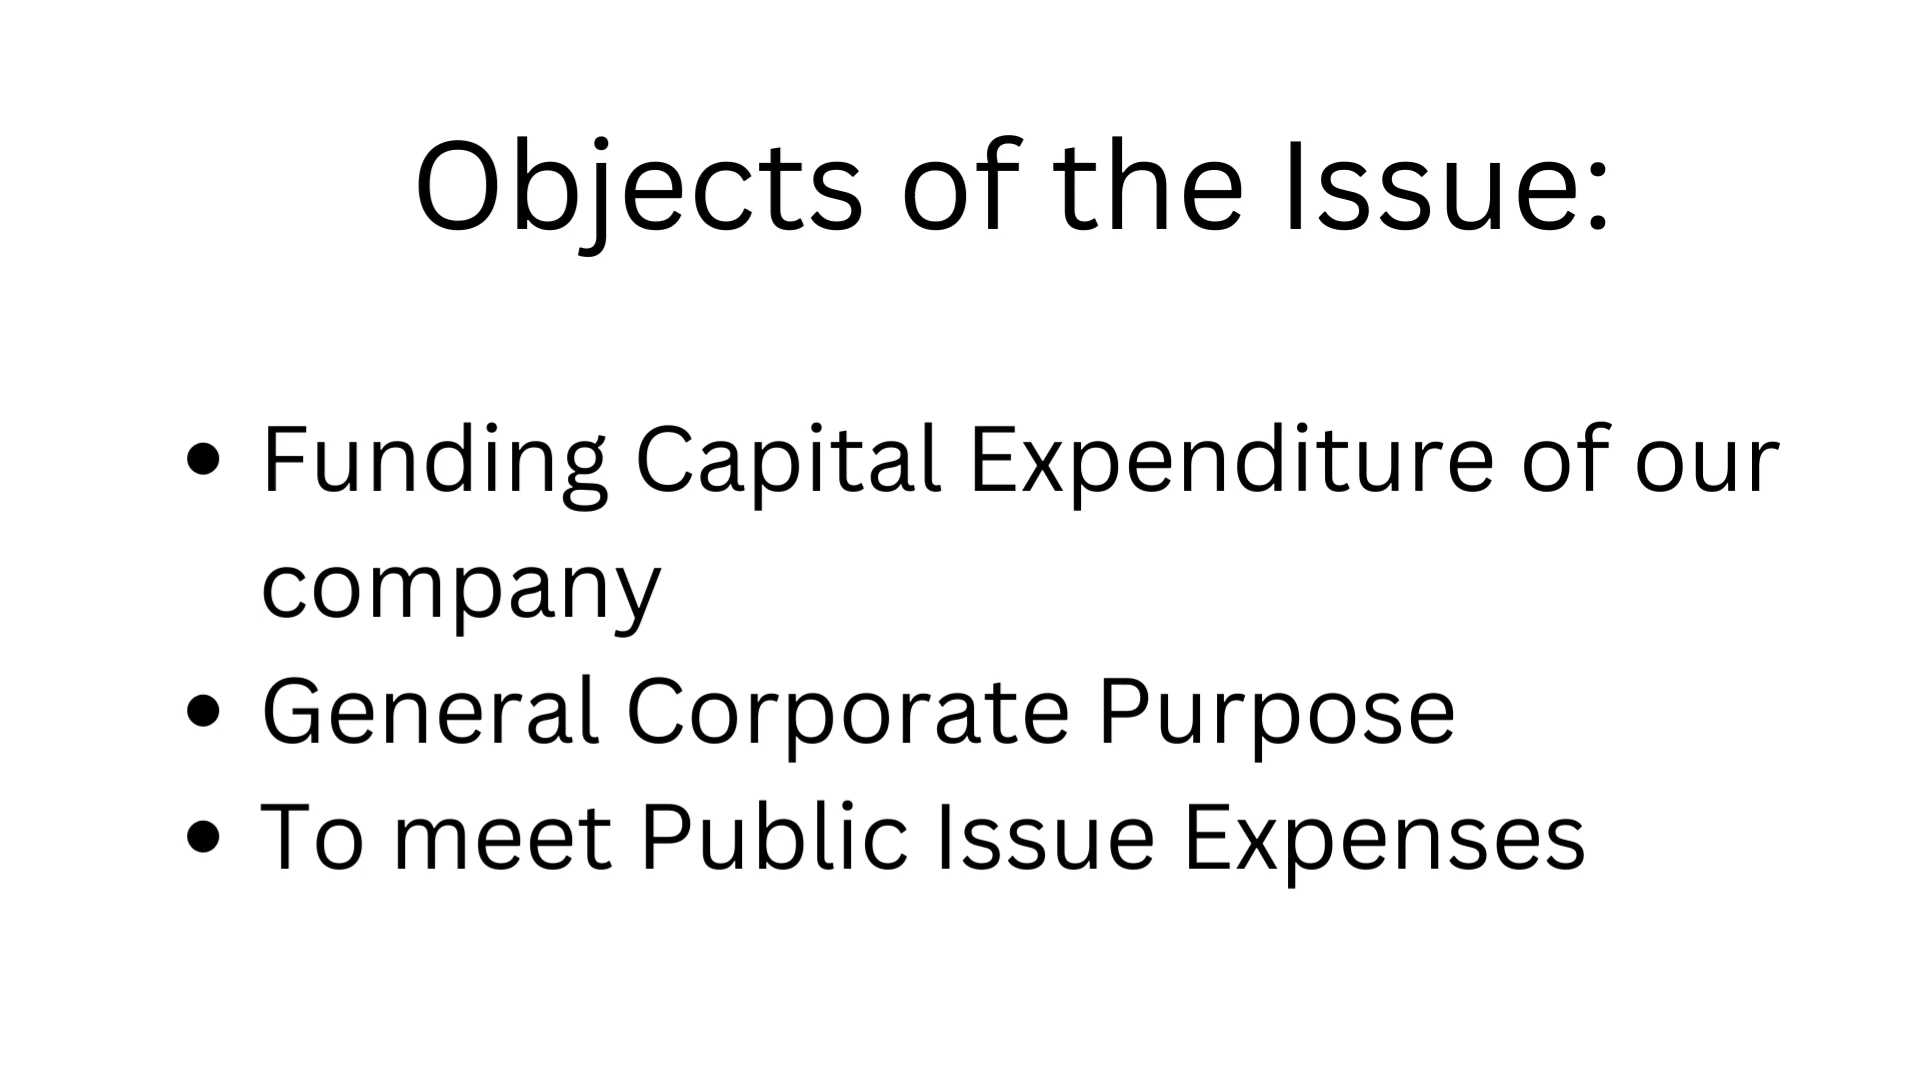 Objects of the Issue:
• Funding Capital Expenditure of our
company
• General Corporate Purpose
• To meet Public Issue Expenses